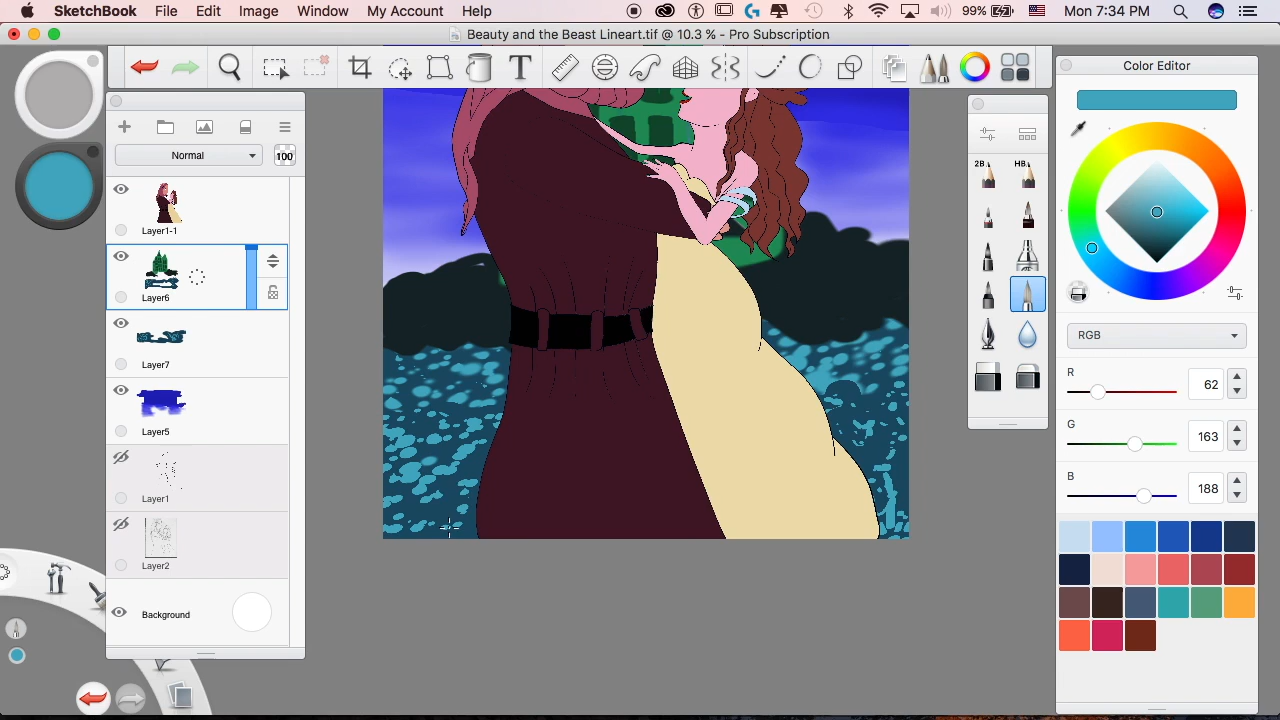 SketchBook File Edit Image Window My Account Help 99% Mon 7:34 PM
Beauty and the Beast Lineart.tif @ 10.3 % - Pro Subscription
T
Color Editor
Normal 100
2B HB
Layer1-1
Layer6
Layer7
Layer5
Layer1
Layer2
Background
RGB
R 62
G 163
B 188